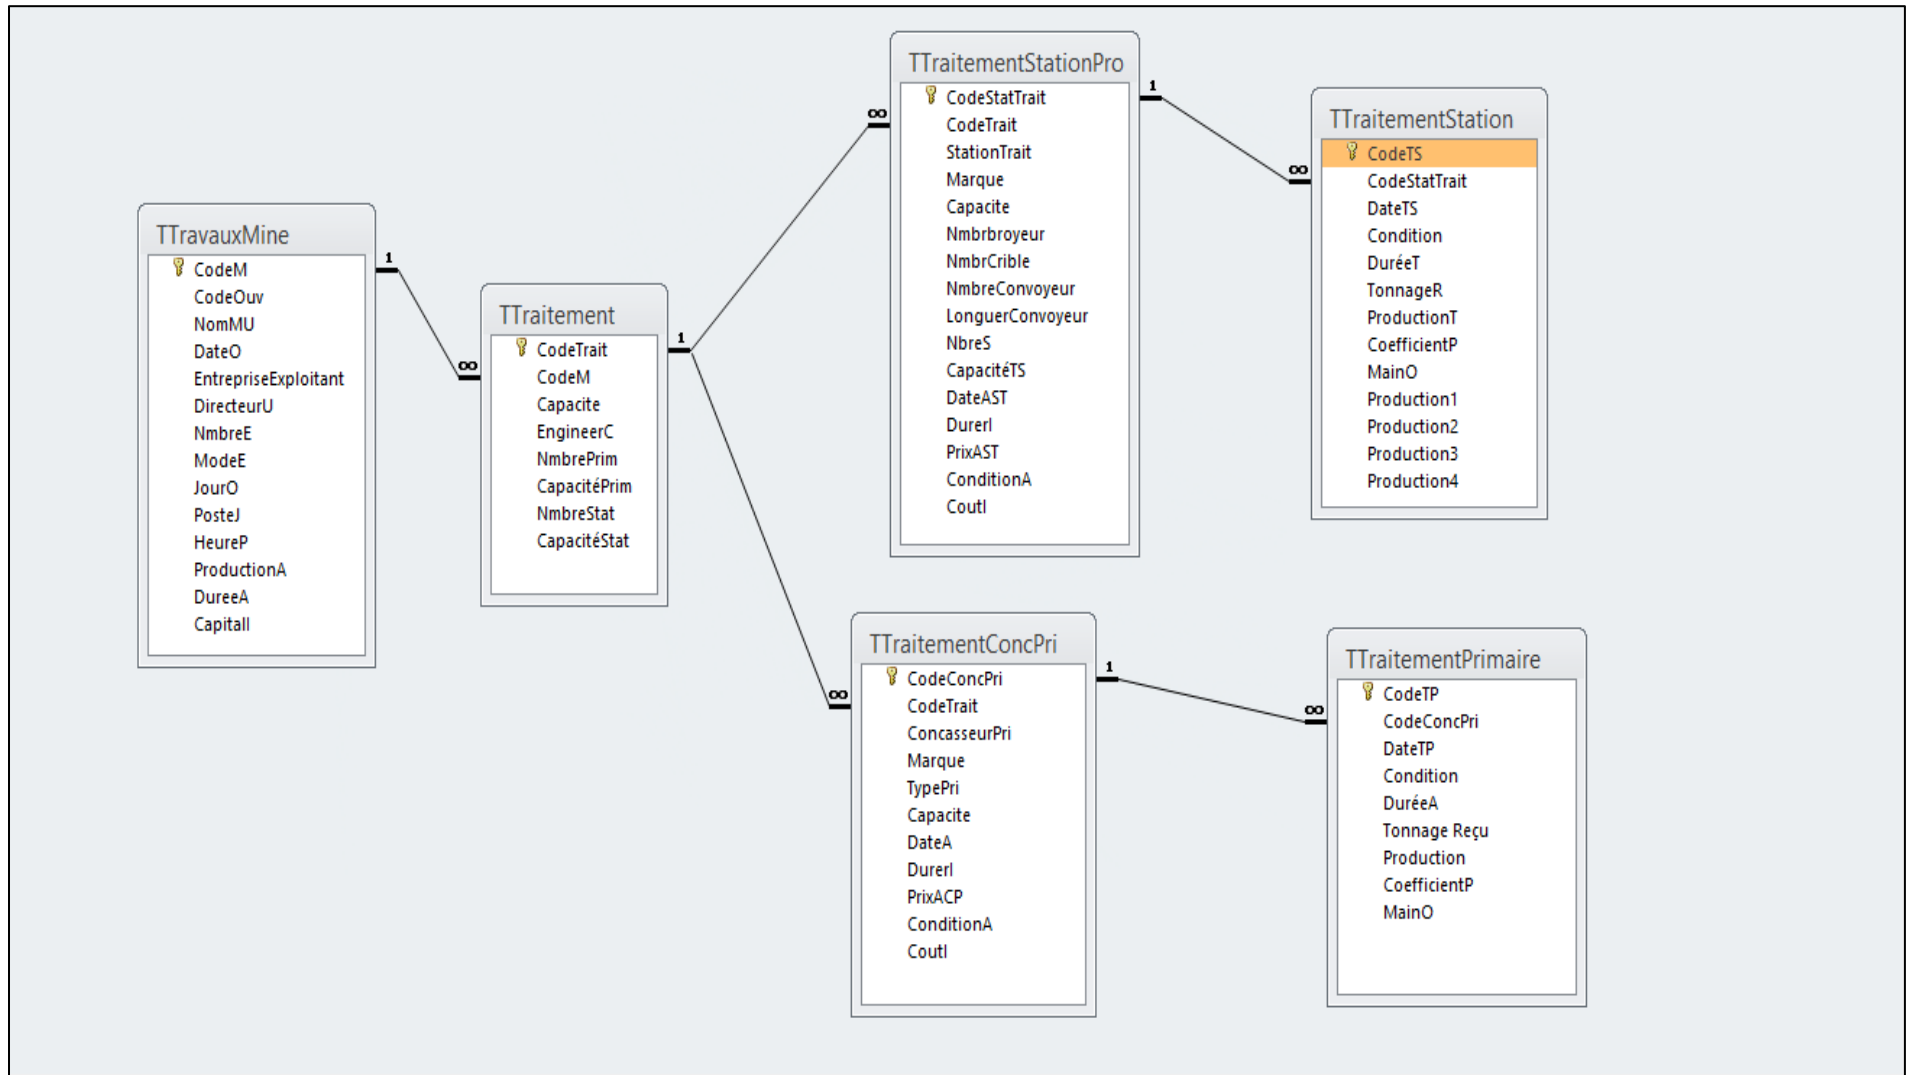 TTravauxMine
CodeM
CodeOuv
NomMU
DateO
EntrepriseExploitant
DirecteurU
NmbreE
ModeE
JourO
PosteJ
HeureP
ProductionA
DureeA
CapitalI
1
∞
TTraitement
CodeTrait
CodeM
Capacite
EngineerC
NmbrePrim
CapacitéPrim
NmbreStat
CapacitéStat
1
∞
TTraitementStationPro
CodeStatTrait
CodeTrait
StationTrait
Marque
Capacite
Nmbrbroyeur
NmbrCrible
NmbreConvoyeur
LonguerConvoyeur
NbreS
CapacitéTS
DateAST
DurerI
PrixAST
ConditionA
CoutI
1
∞
TTraitementStation
CodeTS
CodeStatTrait
DateTS
Condition
DuréeT
TonnageR
ProductionT
CoefficientP
MainO
Production1
Production2
Production3
Production4
∞
TTraitementConcPri
CodeConcPri
CodeTrait
ConcasseurPri
Marque
TypePri
Capacite
DateA
DurerI
PrixACP
ConditionA
CoutI
1
∞
TTraitementPrimaire
CodeTP
CodeConcPri
DateTP
Condition
DuréeA
Tonnage Reçu
Production
CoefficientP
MainO